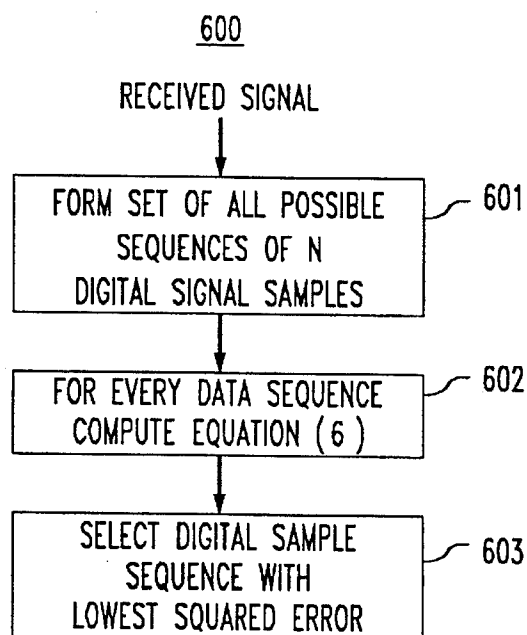 600
RECEIVED SIGNAL
FORM SET OF ALL POSSIBLE
SEQUENCES OF N
DIGITAL SIGNAL SAMPLES
601
FOR EVERY DATA SEQUENCE
COMPUTE EQUATION (6)
602
SELECT DIGITAL SAMPLE
SEQUENCE WITH
LOWEST SQUARED ERROR
603